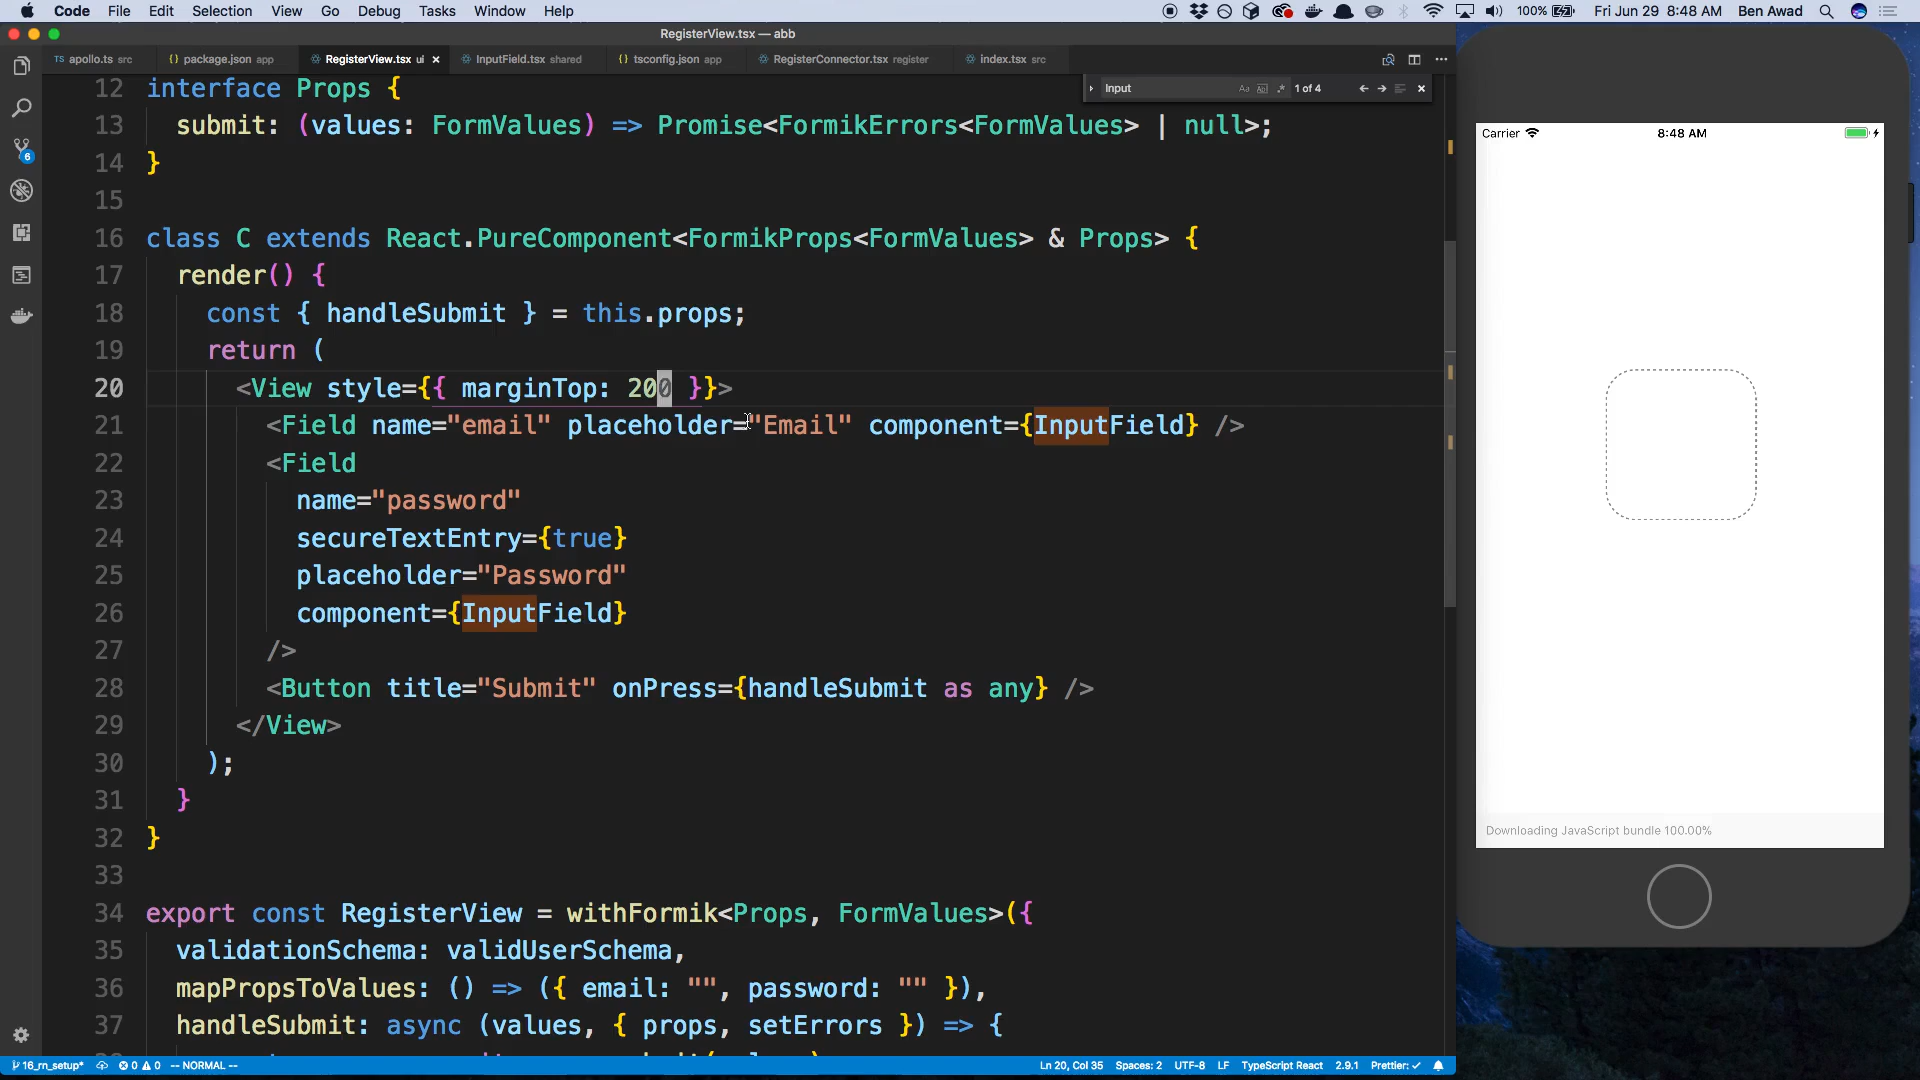 Code File Edit Selection View Go Debug Tasks Window Help 100% Fri Jun 29 8:48 AM Ben Awad
RegisterView.tsx — abb
TS apollo.ts src {} package.json app RegisterView.tsx ui × InputField.tsx shared {} tsconfig.json app RegisterConnector.tsx register index.tsx src
Input Aa Abl .* 1 of 4
12 interface Props {
13 submit: (values: FormValues) => Promise<FormikErrors<FormValues> | null>;
14 }
15
16 class C extends React.PureComponent<FormikProps<FormValues> & Props> {
17 render() {
18 const { handleSubmit } = this.props;
19 return (
20 <View style={{ marginTop: 200 }}>
21 <Field name="email" placeholder="Email" component={InputField} />
22 <Field
23 name="password"
24 secureTextEntry={true}
25 placeholder="Password"
26 component={InputField}
27 />
28 <Button title="Submit" onPress={handleSubmit as any} />
29 </View>
30 );
31 }
32 }
33
34 export const RegisterView = withFormik<Props, FormValues>({
35 validationSchema: validUserSchema,
36 mapPropsToValues: () => ({ email: "", password: "" }),
37 handleSubmit: async (values, { props, setErrors }) => {
6
16_rn_setup* 0 0 -- NORMAL -- Ln 20, Col 35 Spaces: 2 UTF-8 LF TypeScript React 2.9.1 Prettier: ✓
Carrier 8:48 AM
Downloading JavaScript bundle 100.00%